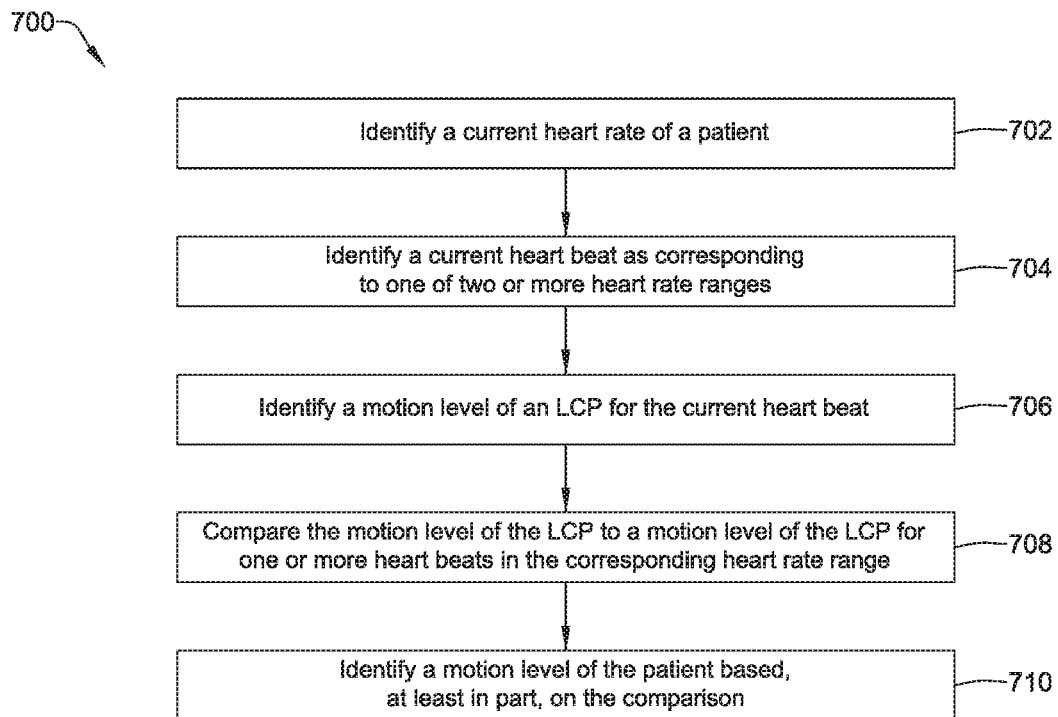 700
Identify a current heart rate of a patient
702
Identify a current heart beat as corresponding
to one of two or more heart rate ranges
704
Identify a motion level of an LCP for the current heart beat
706
Compare the motion level of the LCP to a motion level of the LCP for
one or more heart beats in the corresponding heart rate range
708
Identify a motion level of the patient based,
at least in part, on the comparison
710